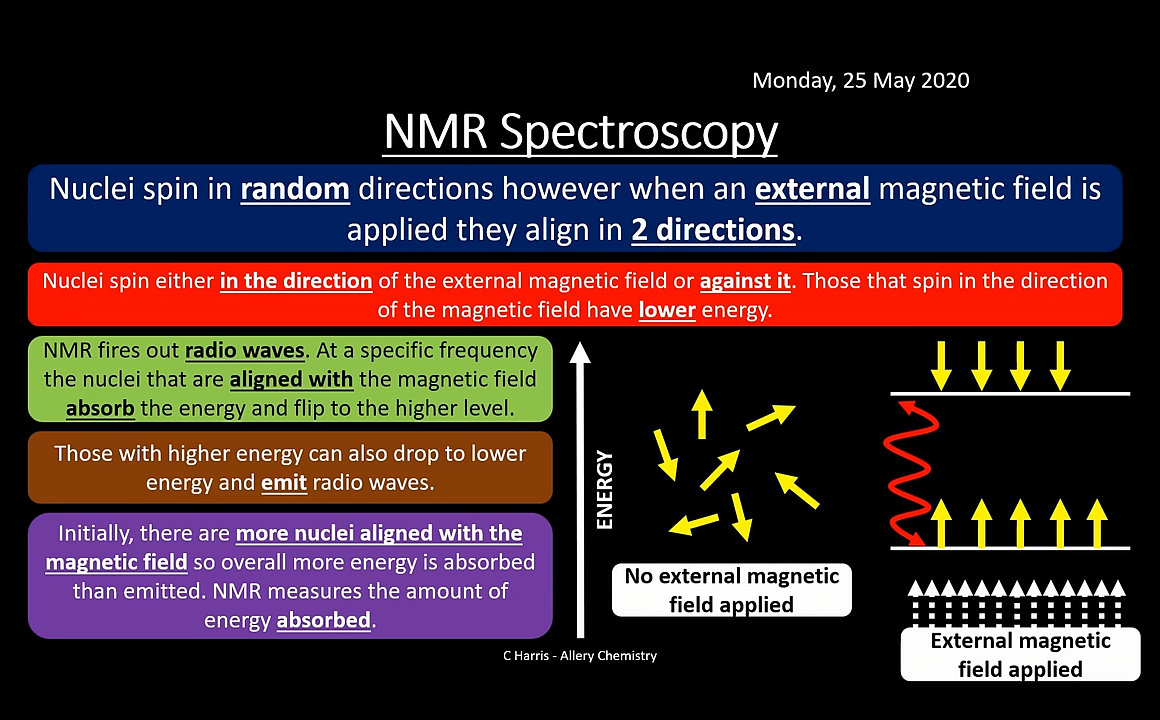 Monday, 25 May 2020
NMR Spectroscopy
Nuclei spin in random directions however when an external magnetic field is
applied they align in 2 directions.
Nuclei spin either in the direction of the external magnetic field or against it. Those that spin in the direction
of the magnetic field have lower energy.
NMR fires out radio waves. At a specific frequency
the nuclei that are aligned with the magnetic field
absorb the energy and flip to the higher level.
Those with higher energy can also drop to lower
energy and emit radio waves.
Initially, there are more nuclei aligned with the
magnetic field so overall more energy is absorbed
than emitted. NMR measures the amount of
energy absorbed.
ENERGY
No external magnetic
field applied
External magnetic
field applied
C Harris - Allery Chemistry